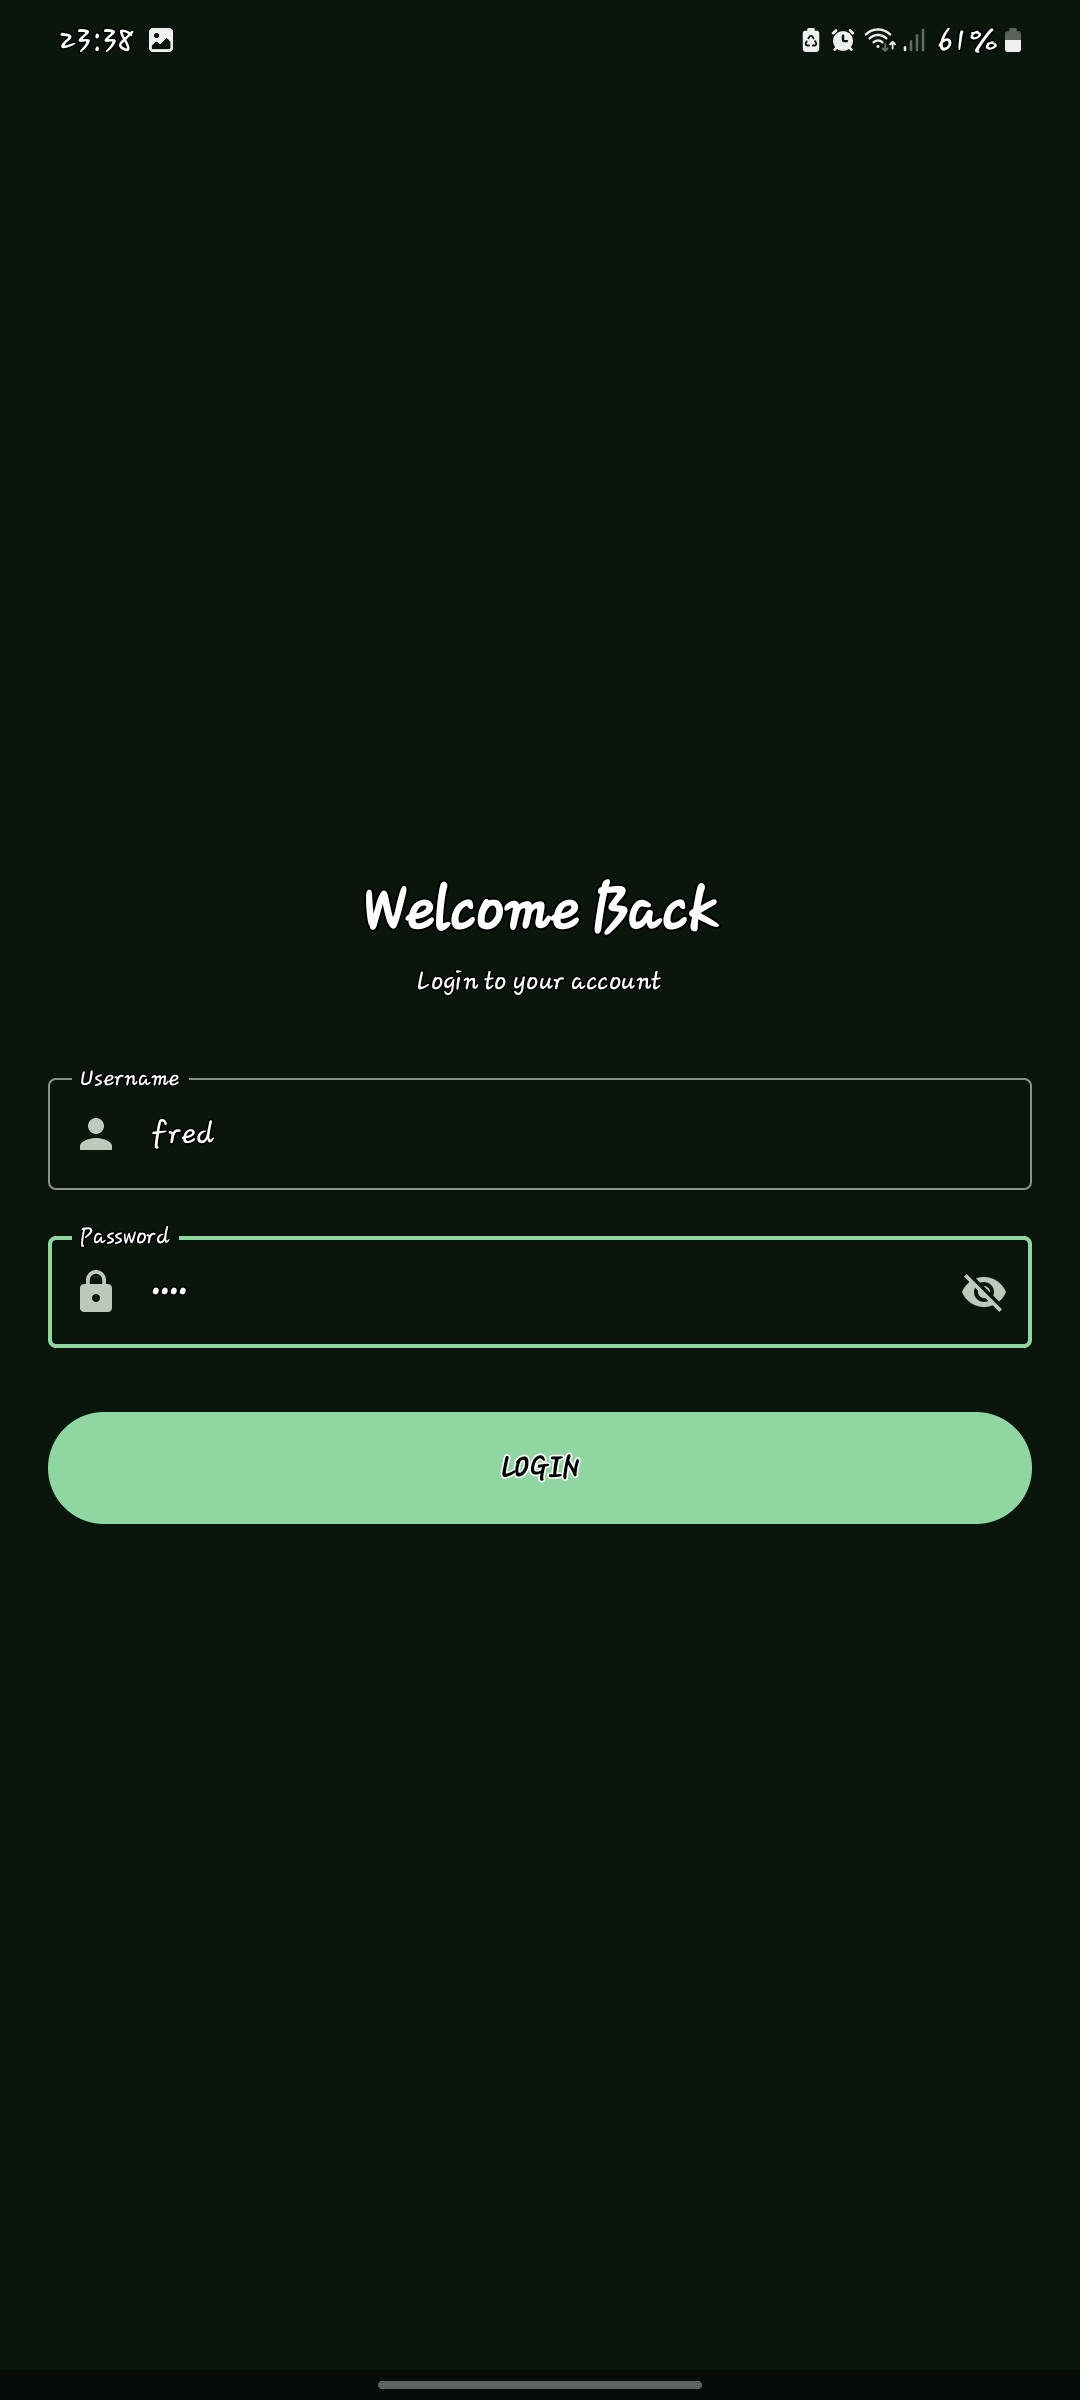 23:38 61%
Welcome Back
Login to your account
Username
fred
Password
••••
LOGIN